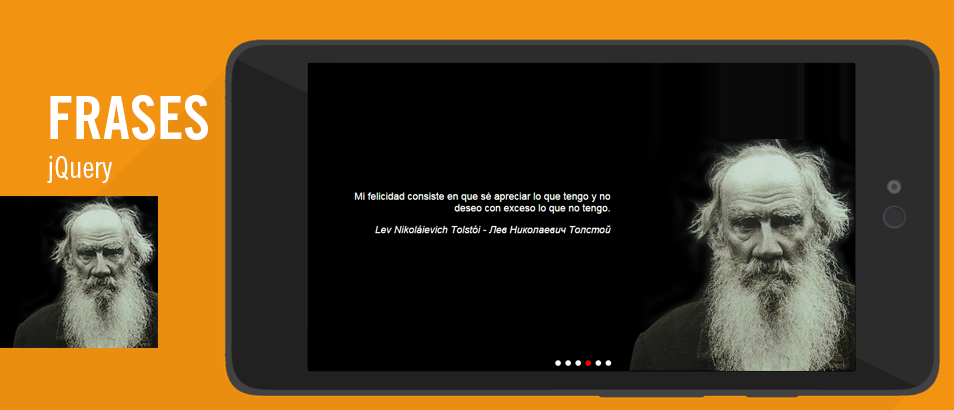 FRASES
jQuery
Mi felicidad consiste en que sé apreciar lo que tengo y no
deseo con exceso lo que no tengo.
Lev Nikoláievich Tolstói - Лев Николаевич Толстой